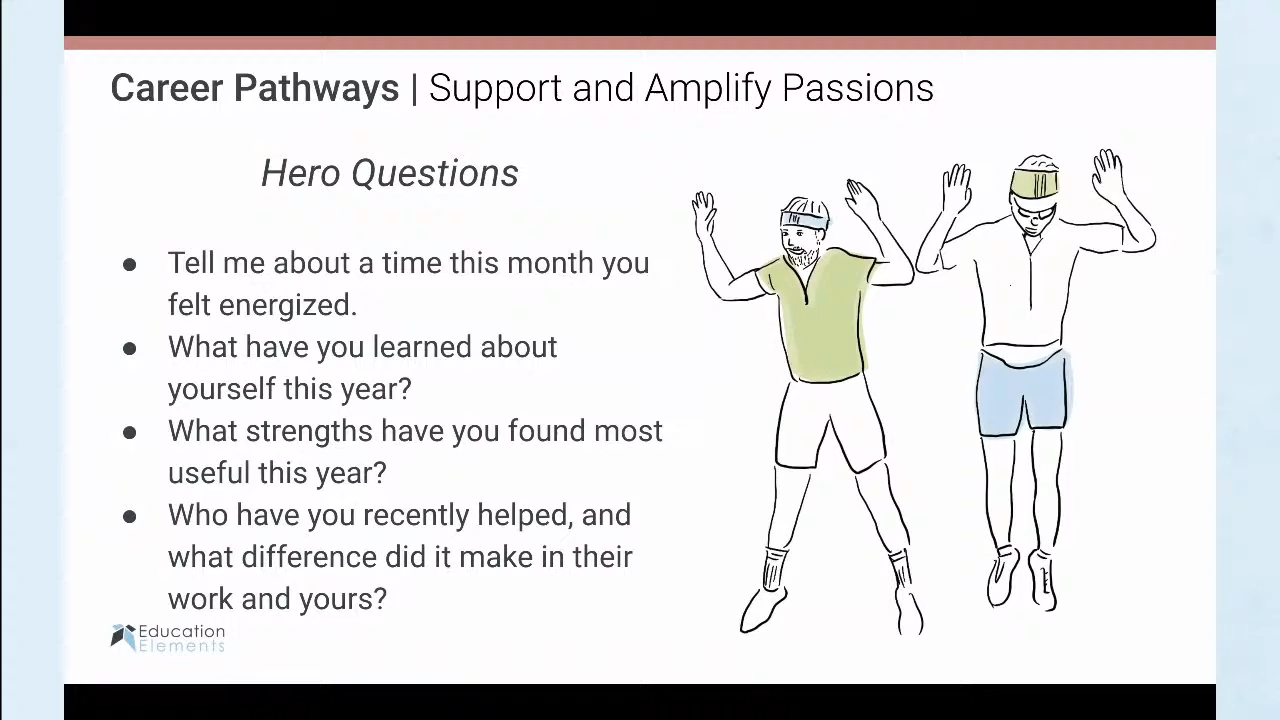 Career Pathways | Support and Amplify Passions
Hero Questions
● Tell me about a time this month you
felt energized.
● What have you learned about
yourself this year?
● What strengths have you found most
useful this year?
● Who have you recently helped, and
what difference did it make in their
work and yours?
Education
Elements